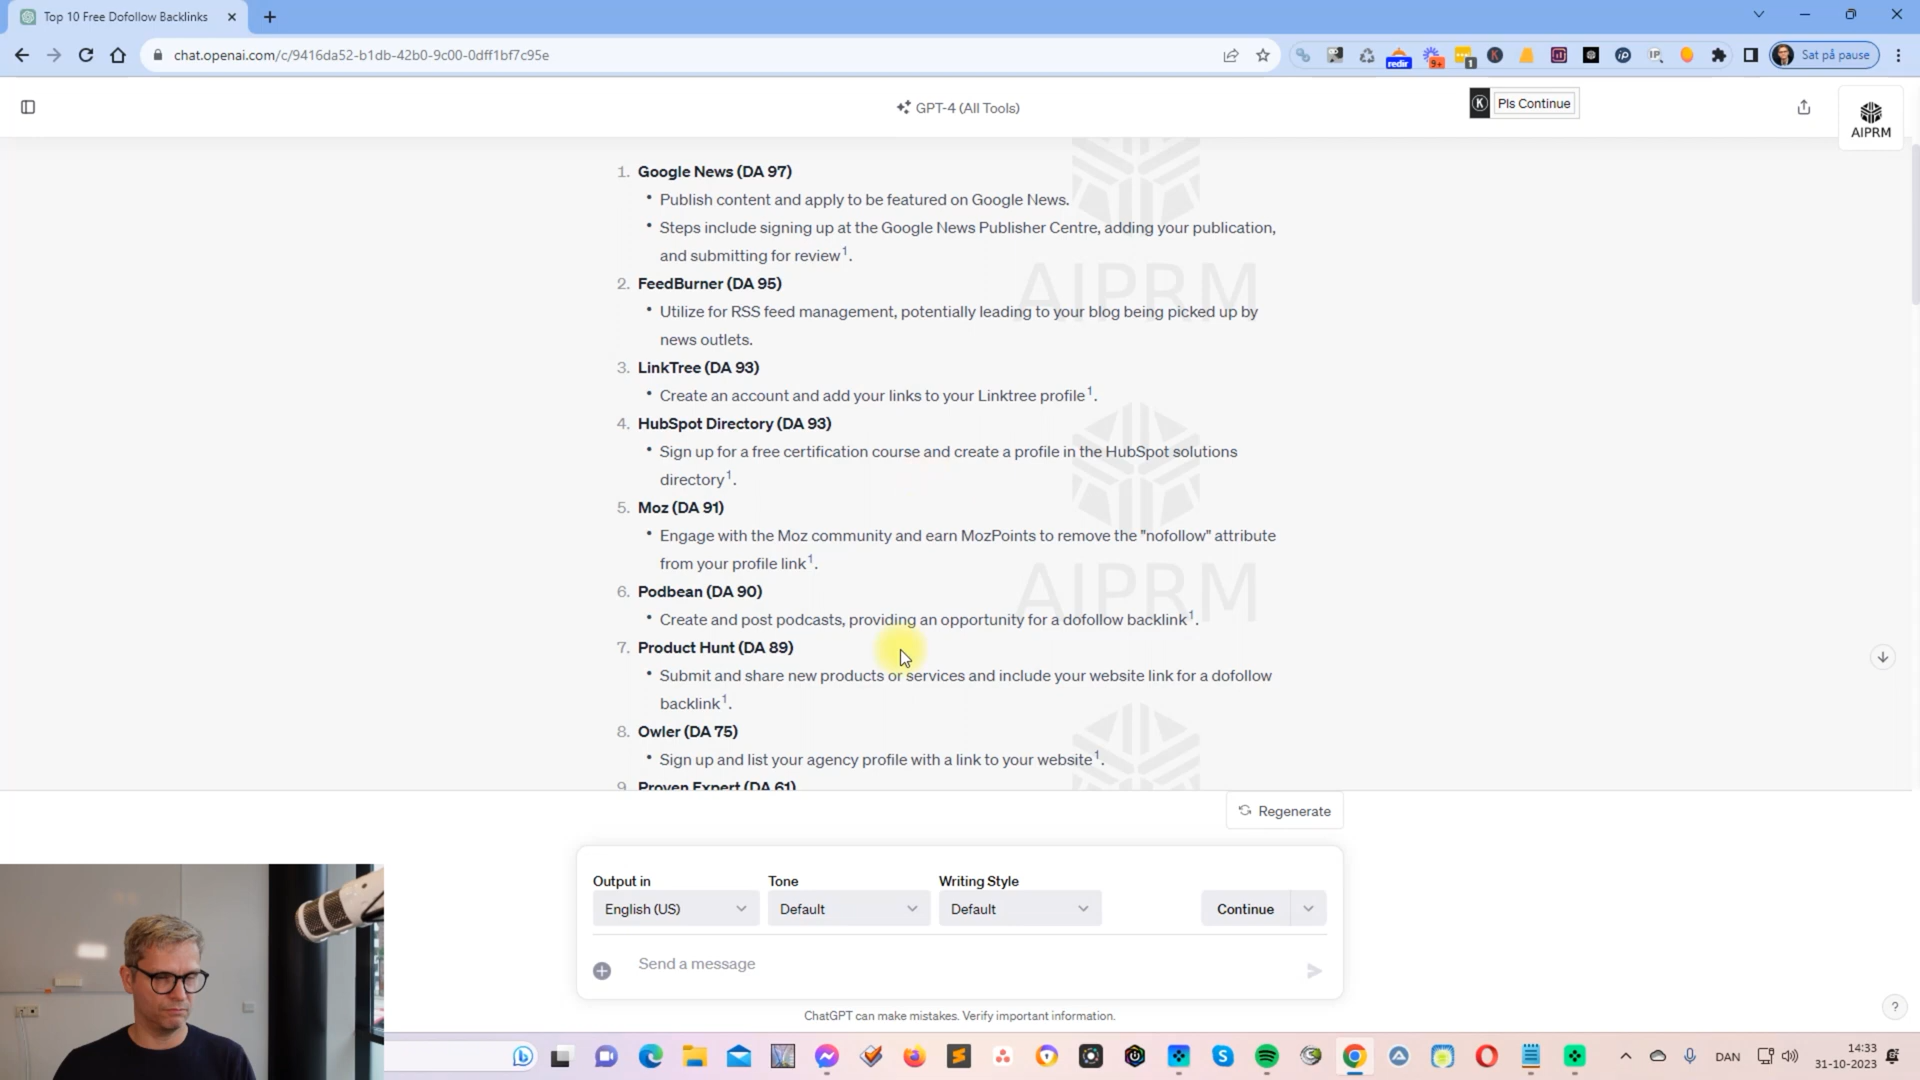 Top 10 Free Dofollow Backlinks
chat.openai.com/c/9416da52-b1db-42b0-9c00-0dff1bf7c95e
redir
9+
1
IP
Sat på pause
GPT-4 (All Tools)
K
Pls Continue
AIPRM
1. Google News (DA 97)
• Publish content and apply to be featured on Google News.
• Steps include signing up at the Google News Publisher Centre, adding your publication,
and submitting for review1.
2. FeedBurner (DA 95)
AIPRM
• Utilize for RSS feed management, potentially leading to your blog being picked up by
news outlets.
3. LinkTree (DA 93)
• Create an account and add your links to your Linktree profile1.
4. HubSpot Directory (DA 93)
• Sign up for a free certification course and create a profile in the HubSpot solutions
directory1.
5. Moz (DA 91)
• Engage with the Moz community and earn MozPoints to remove the "nofollow" attribute
from your profile link1.
6. Podbean (DA 90)
AIPRM
• Create and post podcasts, providing an opportunity for a dofollow backlink1.
7. Product Hunt (DA 89)
• Submit and share new products or services and include your website link for a dofollow
backlink1.
8. Owler (DA 75)
• Sign up and list your agency profile with a link to your website1.
9. Proven Expert (DA 61)
Regenerate
Output in
Tone
Writing Style
English (US)
Default
Default
Continue
Send a message
ChatGPT can make mistakes. Verify important information.
?
DAN
14:33
31-10-2023